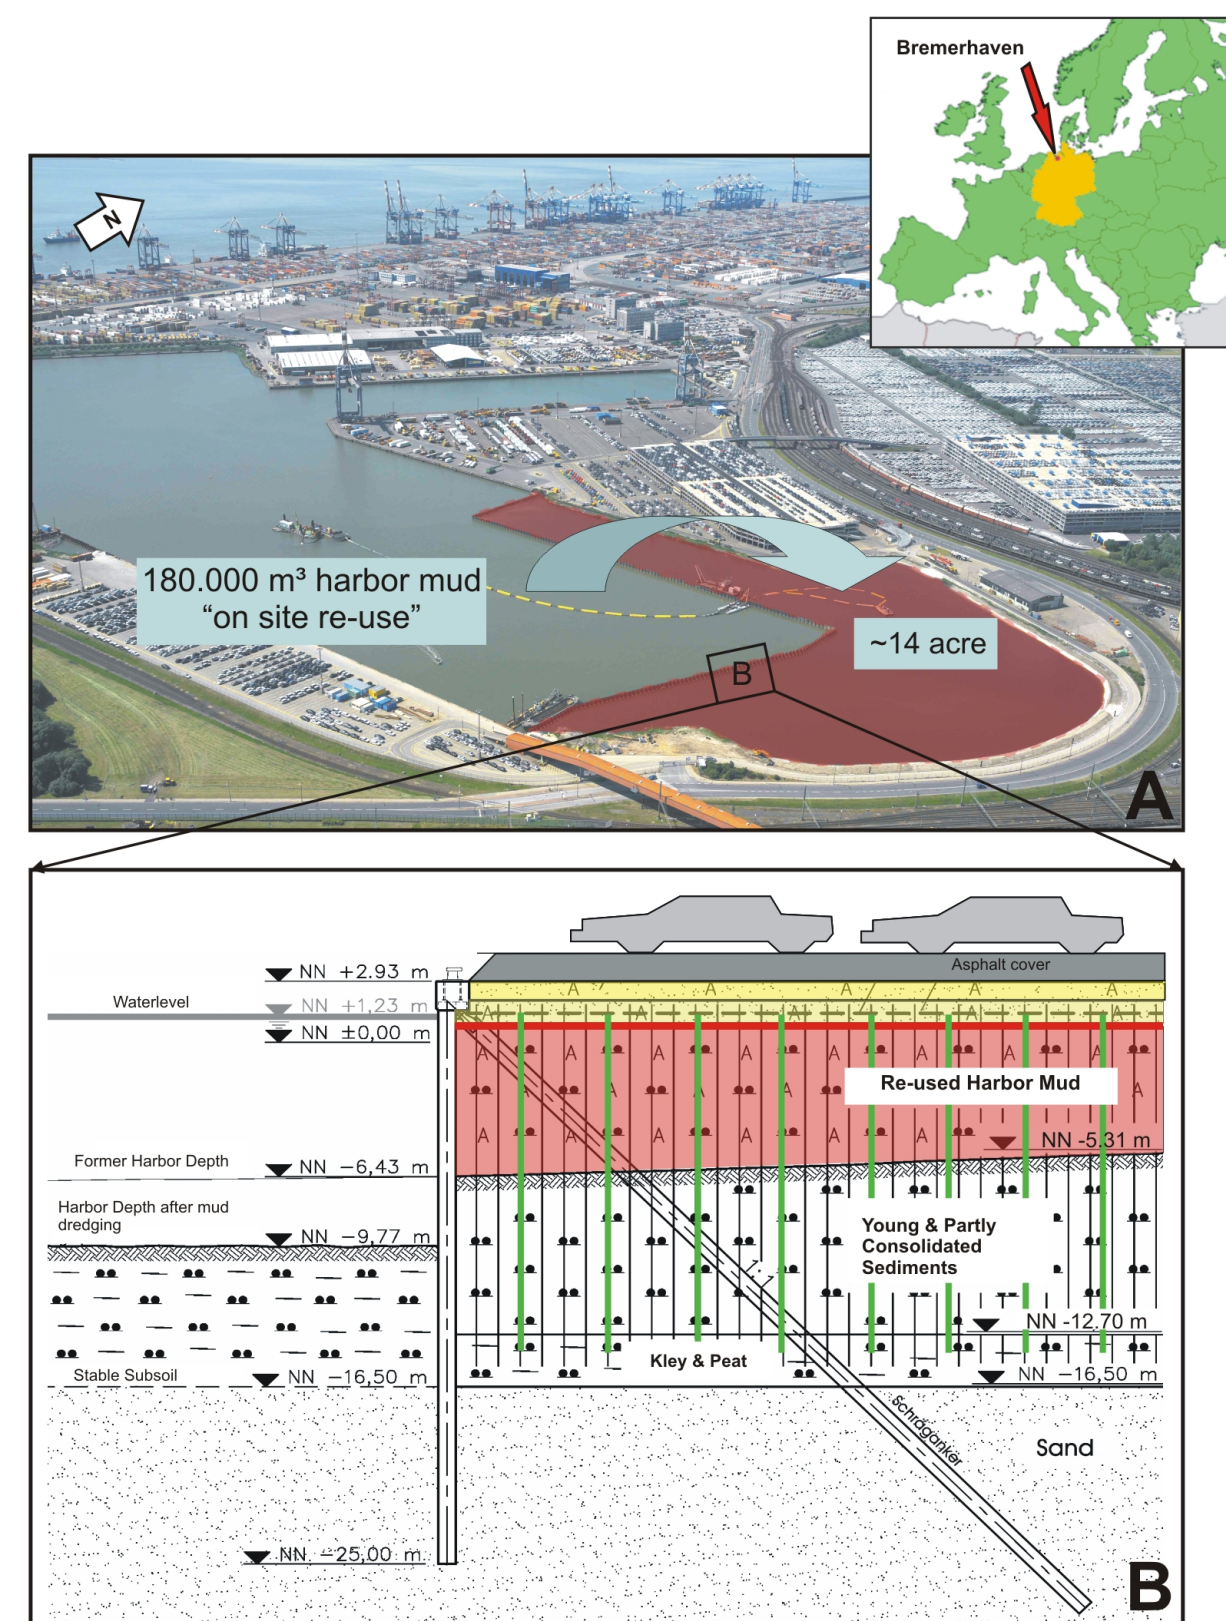 Bremerhaven
N
180.000 m³ harbor mud
“on site re-use”
~14 acre
B
A
Asphalt cover
NN +2.93 m
A A A A A
Waterlevel
NN +1,23 m
A A A A
NN ±0,00 m
A A A A A A A
Re-used Harbor Mud
A A A A A
A A A A A A
NN -5.31 m
Former Harbor Depth
NN −6,43 m
Harbor Depth after mud
dredging
NN −9,77 m
Young & Partly
Consolidated
Sediments
1:1
NN -12.70 m
Kley & Peat
Stable Subsoil
NN −16,50 m
NN −16,50 m
Schräganker
Sand
NN −25,00 m
B